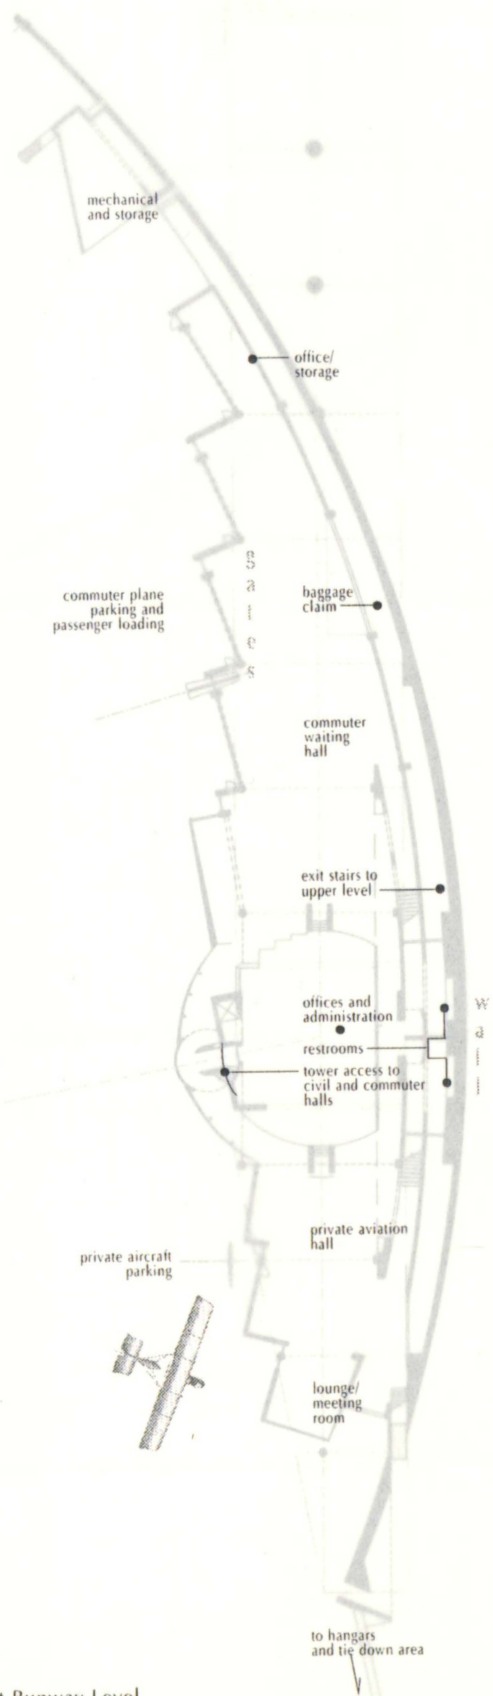 mechanical
and storage
office/
storage
gates
commuter plane
parking and
passenger loading
baggage
claim
commuter
waiting
hall
exit stairs to
upper level
offices and
administration
wall
restrooms
tower access to
civil and commuter
halls
private aviation
hall
private aircraft
parking
lounge/
meeting
room
to hangars
and tie down area
Runway Level